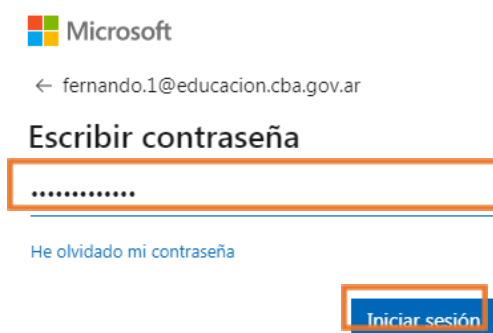 Microsoft
← fernando.1@educacion.cba.gov.ar
Escribir contraseña
•••••••••••••
He olvidado mi contraseña
Iniciar sesión